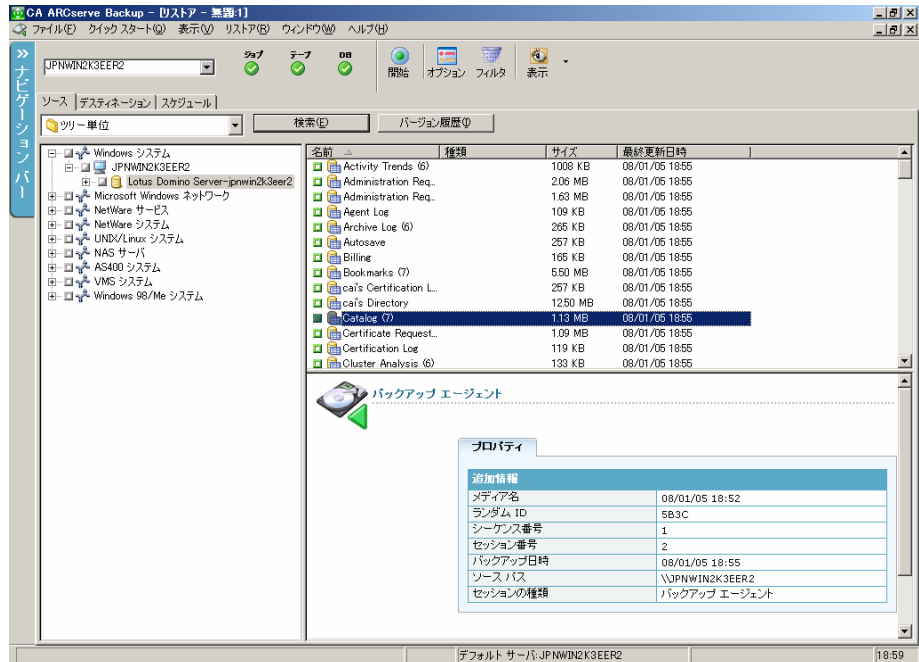 CA ARCserve Backup - [リストア - 無題:1]
ファイル(F) クイック スタート(Q) 表示(V) リストア(R) ウィンドウ(W) ヘルプ(H)
ジョブ テープ DB
JPNWIN2K3EER2
開始 オプション フィルタ 表示
ナビゲーション バー
ソース デスティネーション スケジュール
ツリー単位 検索(E) バージョン履歴(I)
Windows システム
JPNWIN2K3EER2
Lotus Domino Server-jpnwin2k3eer2
Microsoft Windows ネットワーク
NetWare サービス
NetWare システム
UNIX/Linux システム
NAS サーバ
AS400 システム
VMS システム
Windows 98/Me システム
名前 種類 サイズ 最終更新日時
Activity Trends (6) 1008 KB 08/01/05 18:55
Administration Req... 2.06 MB 08/01/05 18:55
Administration Req... 1.63 MB 08/01/05 18:55
Agent Log 109 KB 08/01/05 18:55
Archive Log (6) 265 KB 08/01/05 18:55
Autosave 257 KB 08/01/05 18:55
Billing 165 KB 08/01/05 18:55
Bookmarks (7) 5.50 MB 08/01/05 18:55
cai's Certification L... 257 KB 08/01/05 18:55
cai's Directory 12.50 MB 08/01/05 18:55
Catalog (7) 1.13 MB 08/01/05 18:55
Certificate Request... 1.09 MB 08/01/05 18:55
Certification Log 119 KB 08/01/05 18:55
Cluster Analysis (6) 133 KB 08/01/05 18:55
バックアップ エージェント
プロパティ
追加情報
メディア名 08/01/05 18:52
ランダム ID 5B3C
シーケンス番号 1
セッション番号 2
バックアップ日時 08/01/05 18:55
ソース パス \\JPNWIN2K3EER2
セッションの種類 バックアップ エージェント
デフォルト サーバ: JPNWIN2K3EER2 18:59